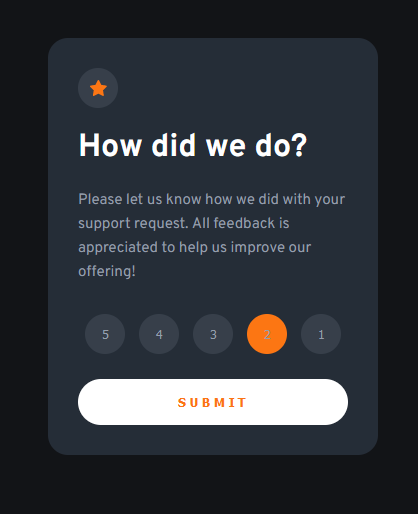 How did we do?
Please let us know how we did with your
support request. All feedback is
appreciated to help us improve our
offering!
5 4 3 2 1
SUBMIT